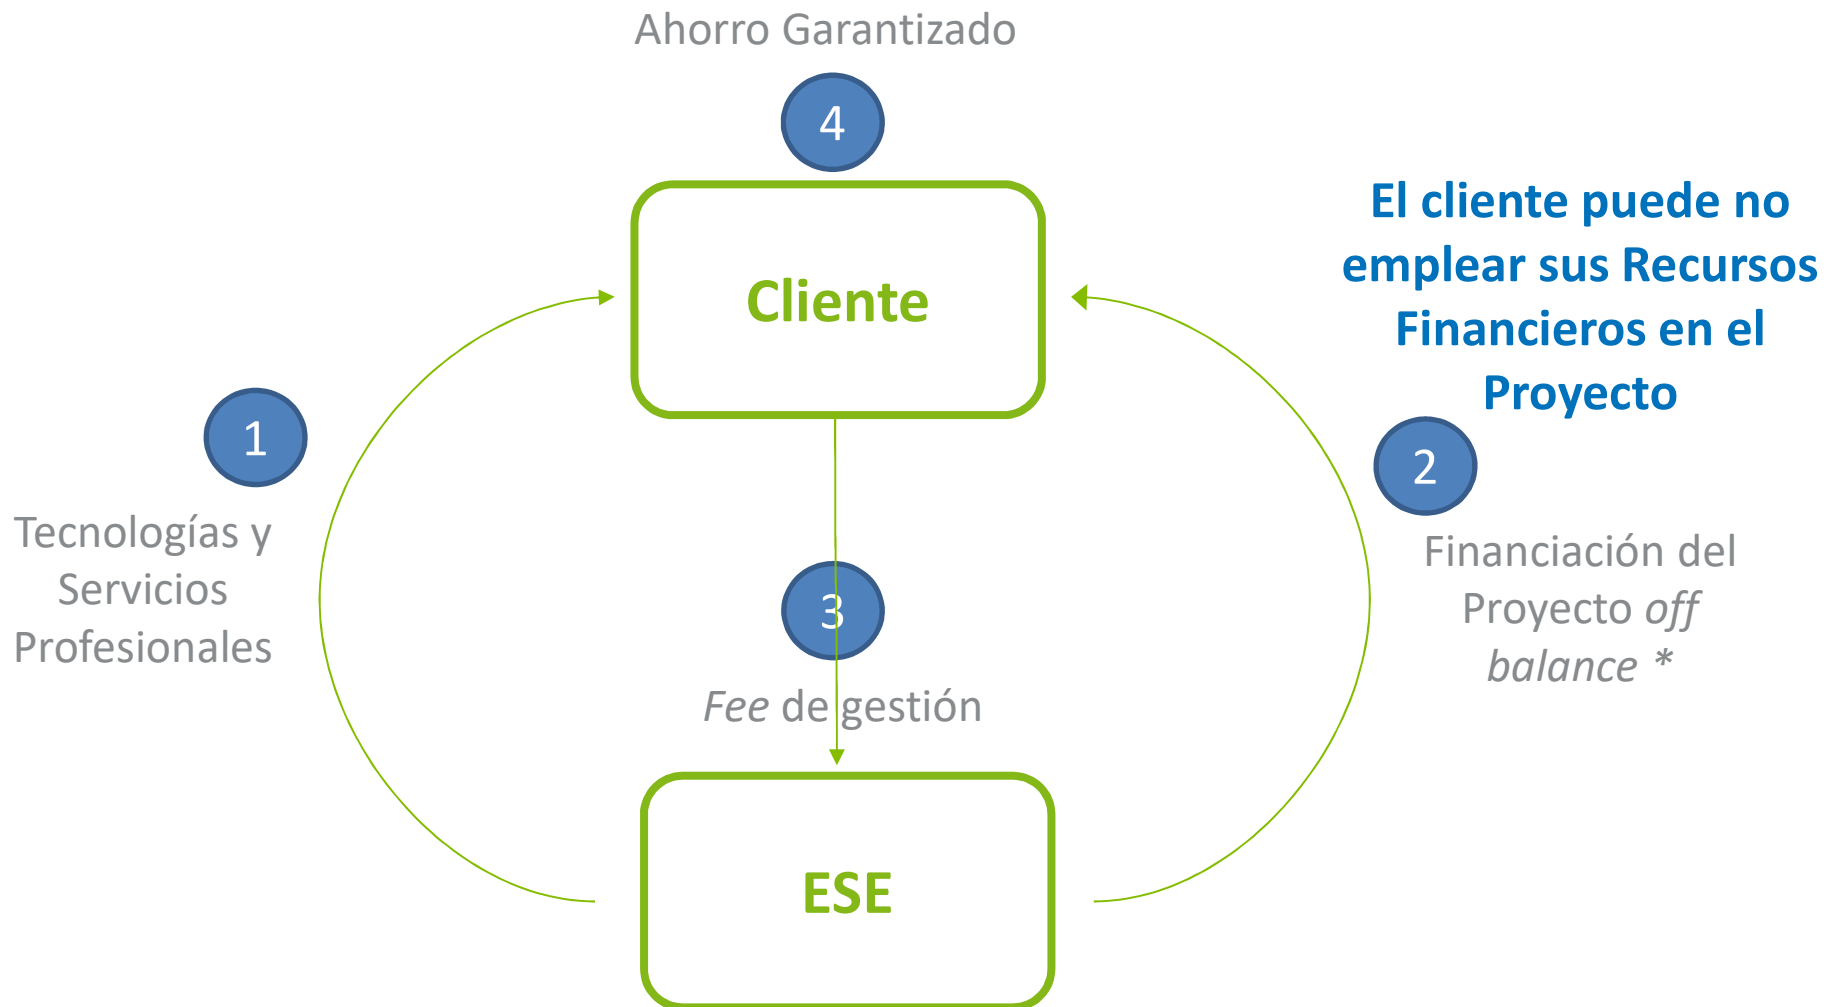 Ahorro Garantizado
4
El cliente puede no
emplear sus Recursos
Financieros en el
Proyecto
Cliente
1
2
Tecnologías y
Servicios
Profesionales
Financiación del
Proyecto off
balance *
3
Fee de gestión
ESE